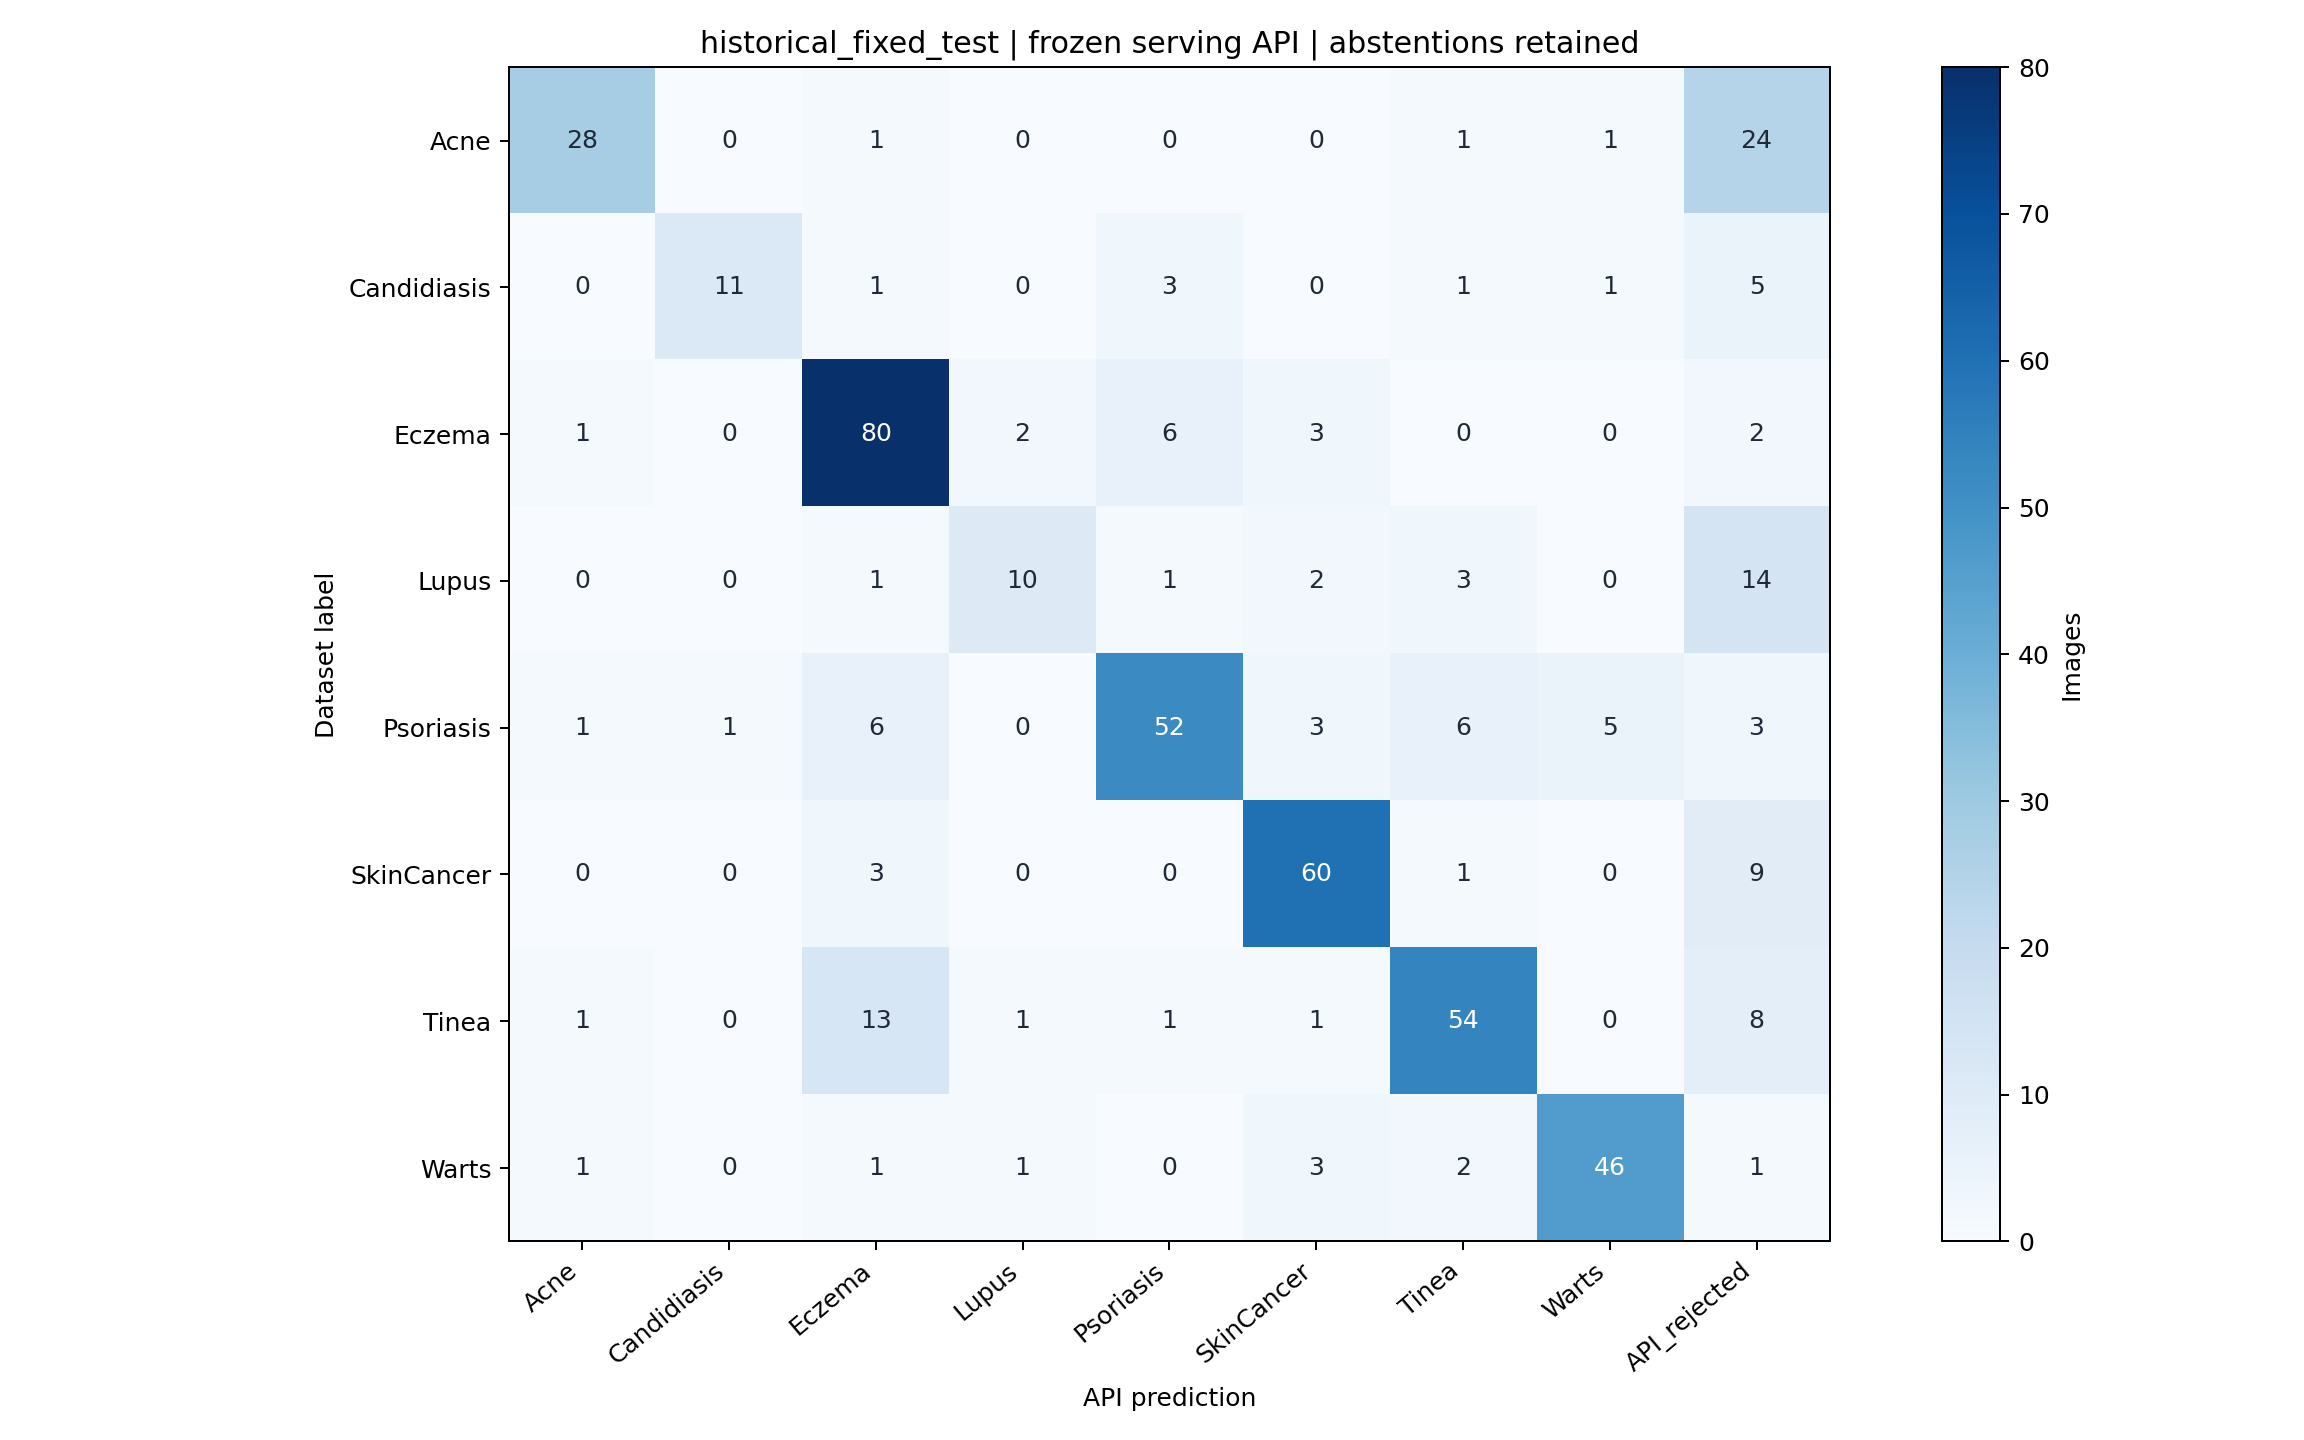 historical_fixed_test | frozen serving API | abstentions retained
Acne 28 0 1 0 0 0 1 1 24
Candidiasis 0 11 1 0 3 0 1 1 5
Eczema 1 0 80 2 6 3 0 0 2
Lupus 0 0 1 10 1 2 3 0 14
Psoriasis 1 1 6 0 52 3 6 5 3
SkinCancer 0 0 3 0 0 60 1 0 9
Tinea 1 0 13 1 1 1 54 0 8
Warts 1 0 1 1 0 3 2 46 1
Dataset label
Acne Candidiasis Eczema Lupus Psoriasis SkinCancer Tinea Warts API_rejected
API prediction
80
70
60
50
40
30
20
10
0
Images